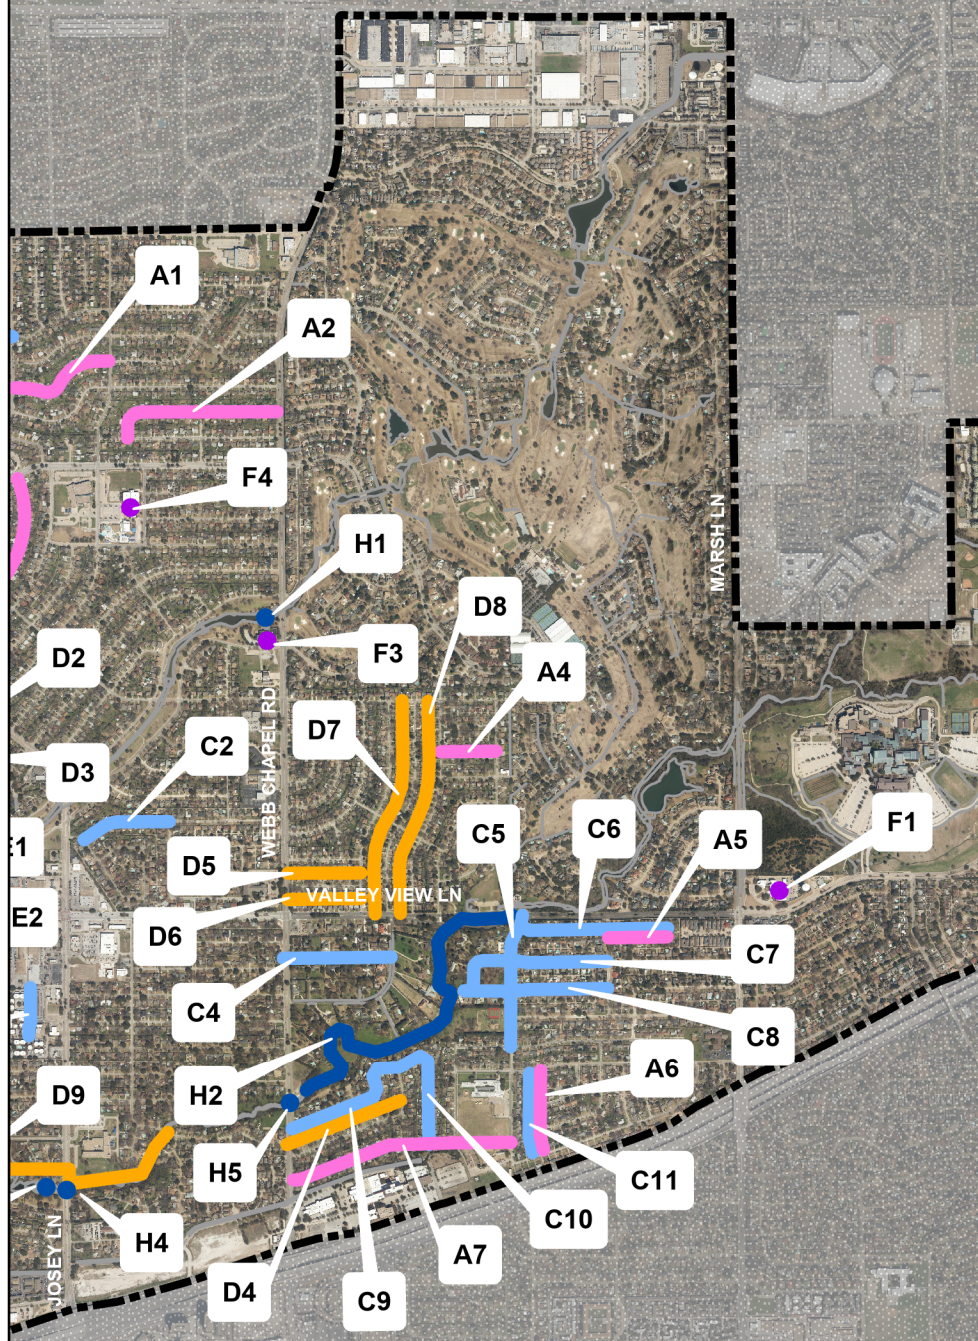 A1
A2
F4
MARSH LN
H1
D8
F3
D2
A4
D7
C2
D3
WEBB CHAPEL RD
C5
C6
A5
F1
E1
D5
VALLEY VIEW LN
E2
D6
C7
C4
C8
A6
H2
D9
H5
C11
C10
H4
A7
JOSEY LN
D4
C9